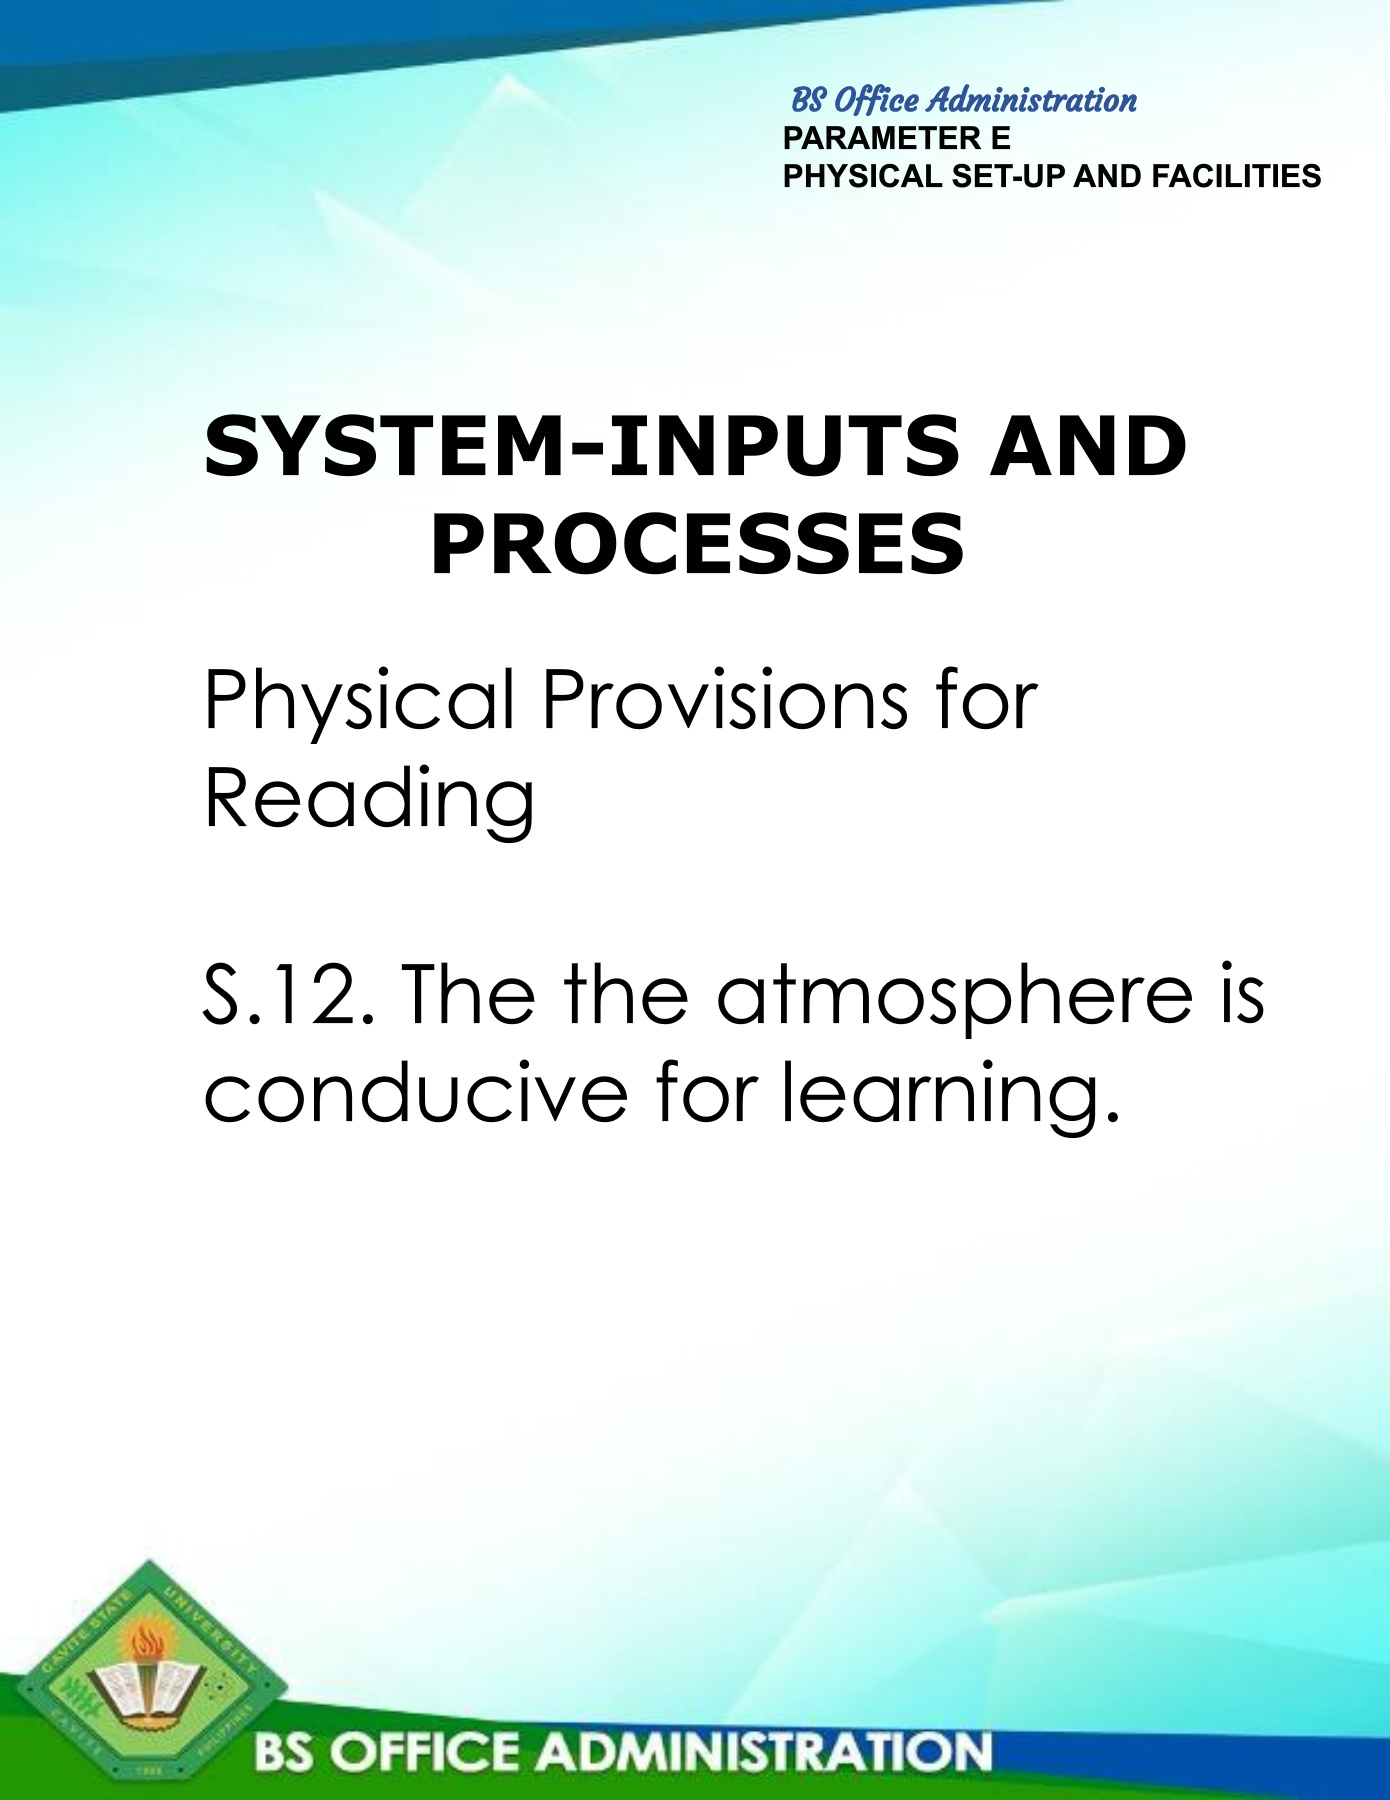 BS Office Administration
PARAMETER E
PHYSICAL SET-UP AND FACILITIES
SYSTEM-INPUTS AND
PROCESSES
Physical Provisions for
Reading
S.12. The the atmosphere is
conducive for learning.
CAVITE STATE UNIVERSITY
CAVITE PHILIPPINES
BS OFFICE ADMINISTRATION